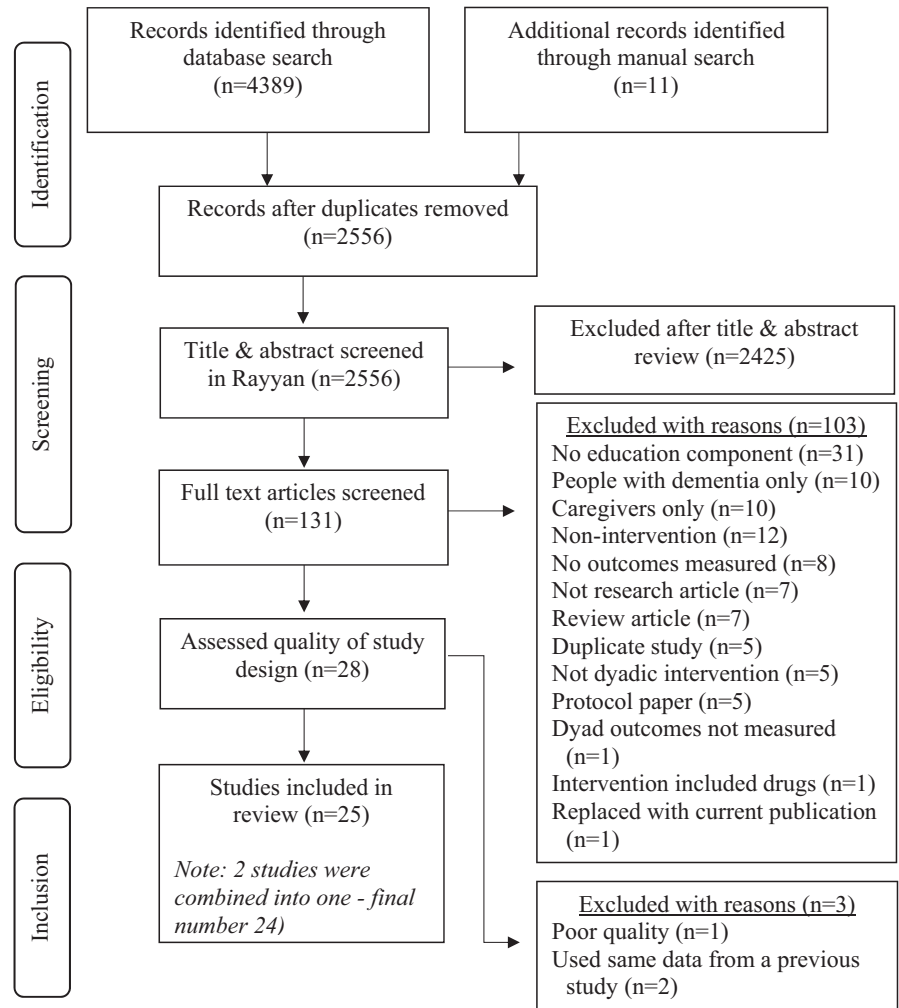 Identification
Records identified through
database search
(n=4389)
Additional records identified
through manual search
(n=11)
Records after duplicates removed
(n=2556)
Screening
Title & abstract screened
in Rayyan (n=2556)
Excluded after title & abstract
review (n=2425)
Full text articles screened
(n=131)
Excluded with reasons (n=103)
No education component (n=31)
People with dementia only (n=10)
Caregivers only (n=10)
Non-intervention (n=12)
No outcomes measured (n=8)
Not research article (n=7)
Review article (n=7)
Duplicate study (n=5)
Not dyadic intervention (n=5)
Protocol paper (n=5)
Dyad outcomes not measured
(n=1)
Intervention included drugs (n=1)
Replaced with current publication
(n=1)
Eligibility
Assessed quality of study
design (n=28)
Excluded with reasons (n=3)
Poor quality (n=1)
Used same data from a previous
study (n=2)
Inclusion
Studies included in
review (n=25)
Note: 2 studies were
combined into one - final
number 24)